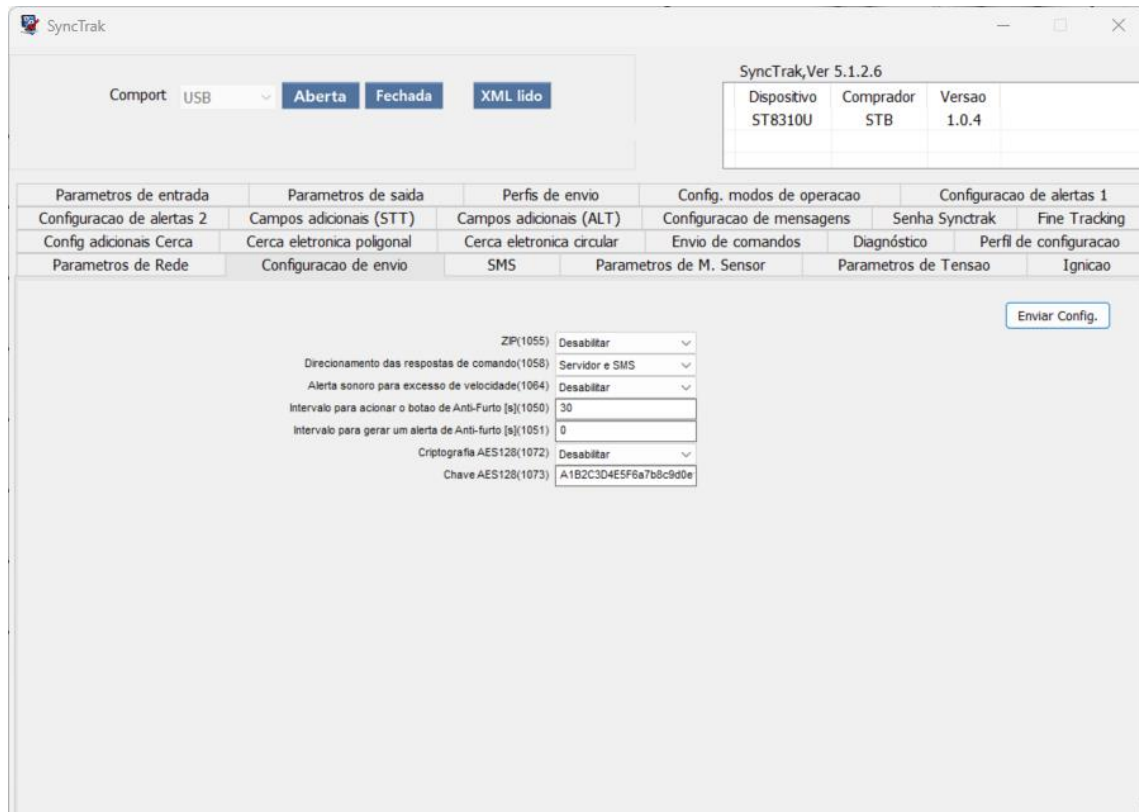 SyncTrak
SyncTrak,Ver 5.1.2.6
Comport USB Aberta Fechada XML lido
Dispositivo Comprador Versao
ST8310U STB 1.0.4
Parametros de entrada Parametros de saida Perfis de envio Config. modos de operacao Configuracao de alertas 1
Configuracao de alertas 2 Campos adicionais (STT) Campos adicionais (ALT) Configuracao de mensagens Senha Synctrak Fine Tracking
Config adicionais Cerca Cerca eletronica poligonal Cerca eletronica circular Envio de comandos Diagnóstico Perfil de configuracao
Parametros de Rede Configuracao de envio SMS Parametros de M. Sensor Parametros de Tensao Ignicao
Enviar Config.
ZIP(1055) Desabilitar
Direcionamento das respostas de comando(1058) Servidor e SMS
Alerta sonoro para excesso de velocidade(1064) Desabilitar
Intervalo para acionar o botao de Anti-Furto [s](1050) 30
Intervalo para gerar um alerta de Anti-furto [s](1051) 0
Criptografia AES128(1072) Desabilitar
Chave AES128(1073) A1B2C3D4E5F6a7b8c9d0e